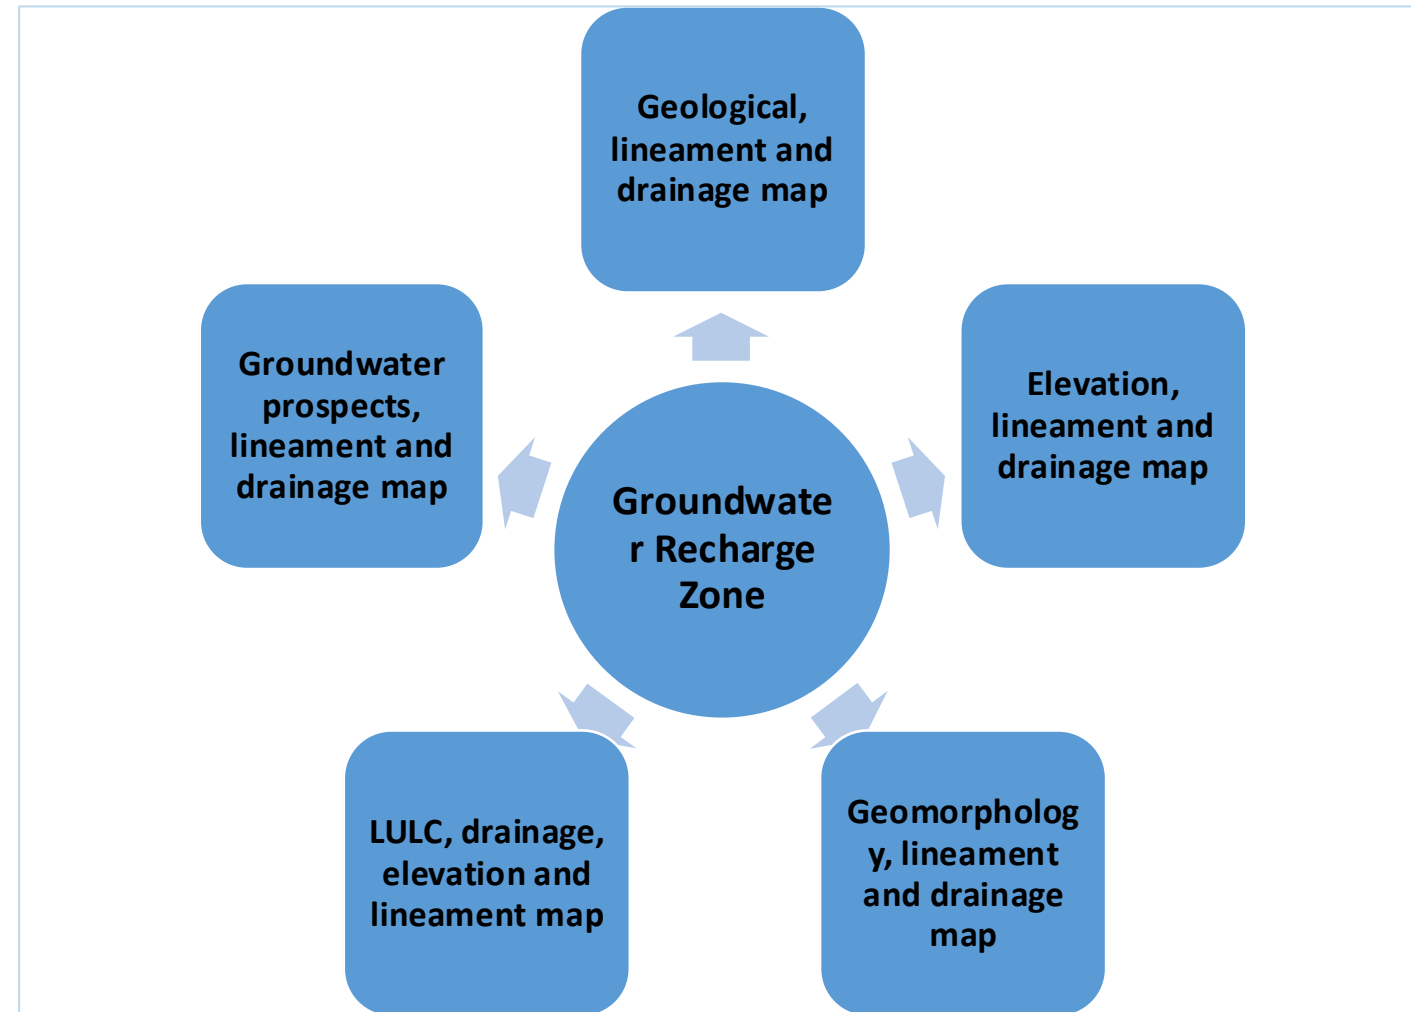 Geological,
lineament and
drainage map
Groundwater
prospects,
lineament and
drainage map
Elevation,
lineament and
drainage map
Groundwate
r Recharge
Zone
LULC, drainage,
elevation and
lineament map
Geomorpholog
y, lineament
and drainage
map